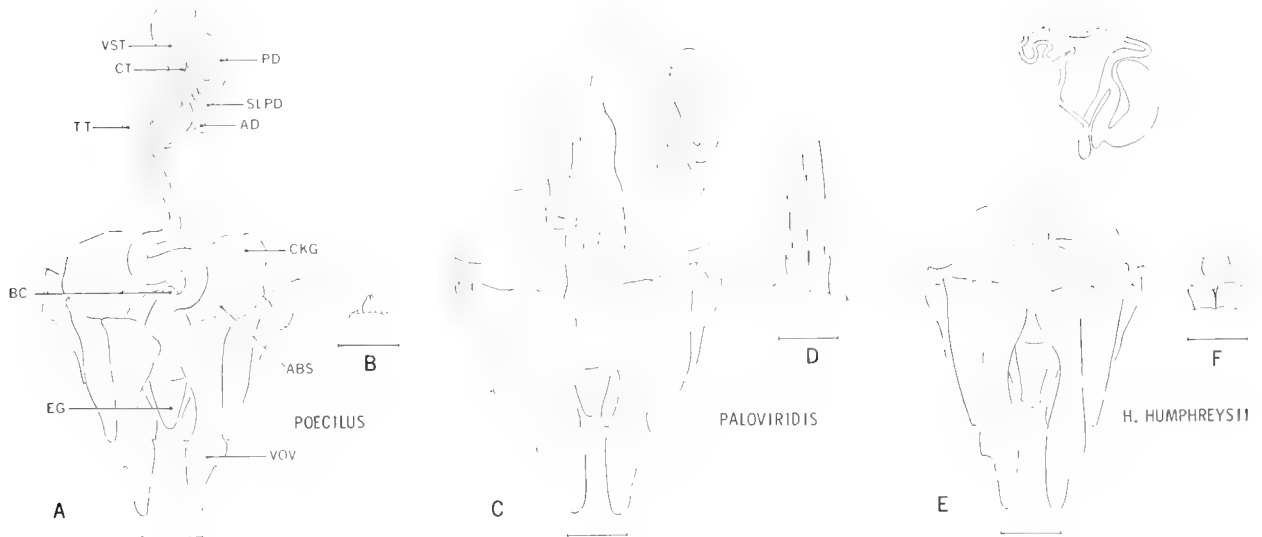 VST
CT
PD
SLPD
AD
TT
CKG
BC
ABS
EG
VOV
POECILUS
A
B
PALOVIRIDIS
C
D
H. HUMPHREYSII
E
F